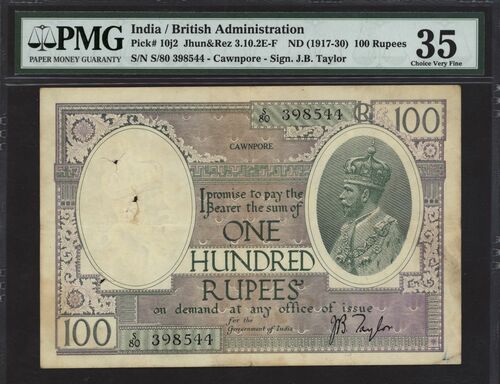 PMG
PAPER MONEY GUARANTY
India / British Administration
Pick# 10j2 Jhun&Rez 3.10.2E-F ND (1917-30) 100 Rupees
S/N S/80 398544 - Cawnpore - Sign. J.B. Taylor
35
Choice Very Fine
S/80 398544
R
100
CAWNPORE
I promise to pay the
Bearer the sum of
ONE
HUNDRED
RUPEES
on demand at any office of issue
for the
Government of India
100
S/80 398544
JB Taylor